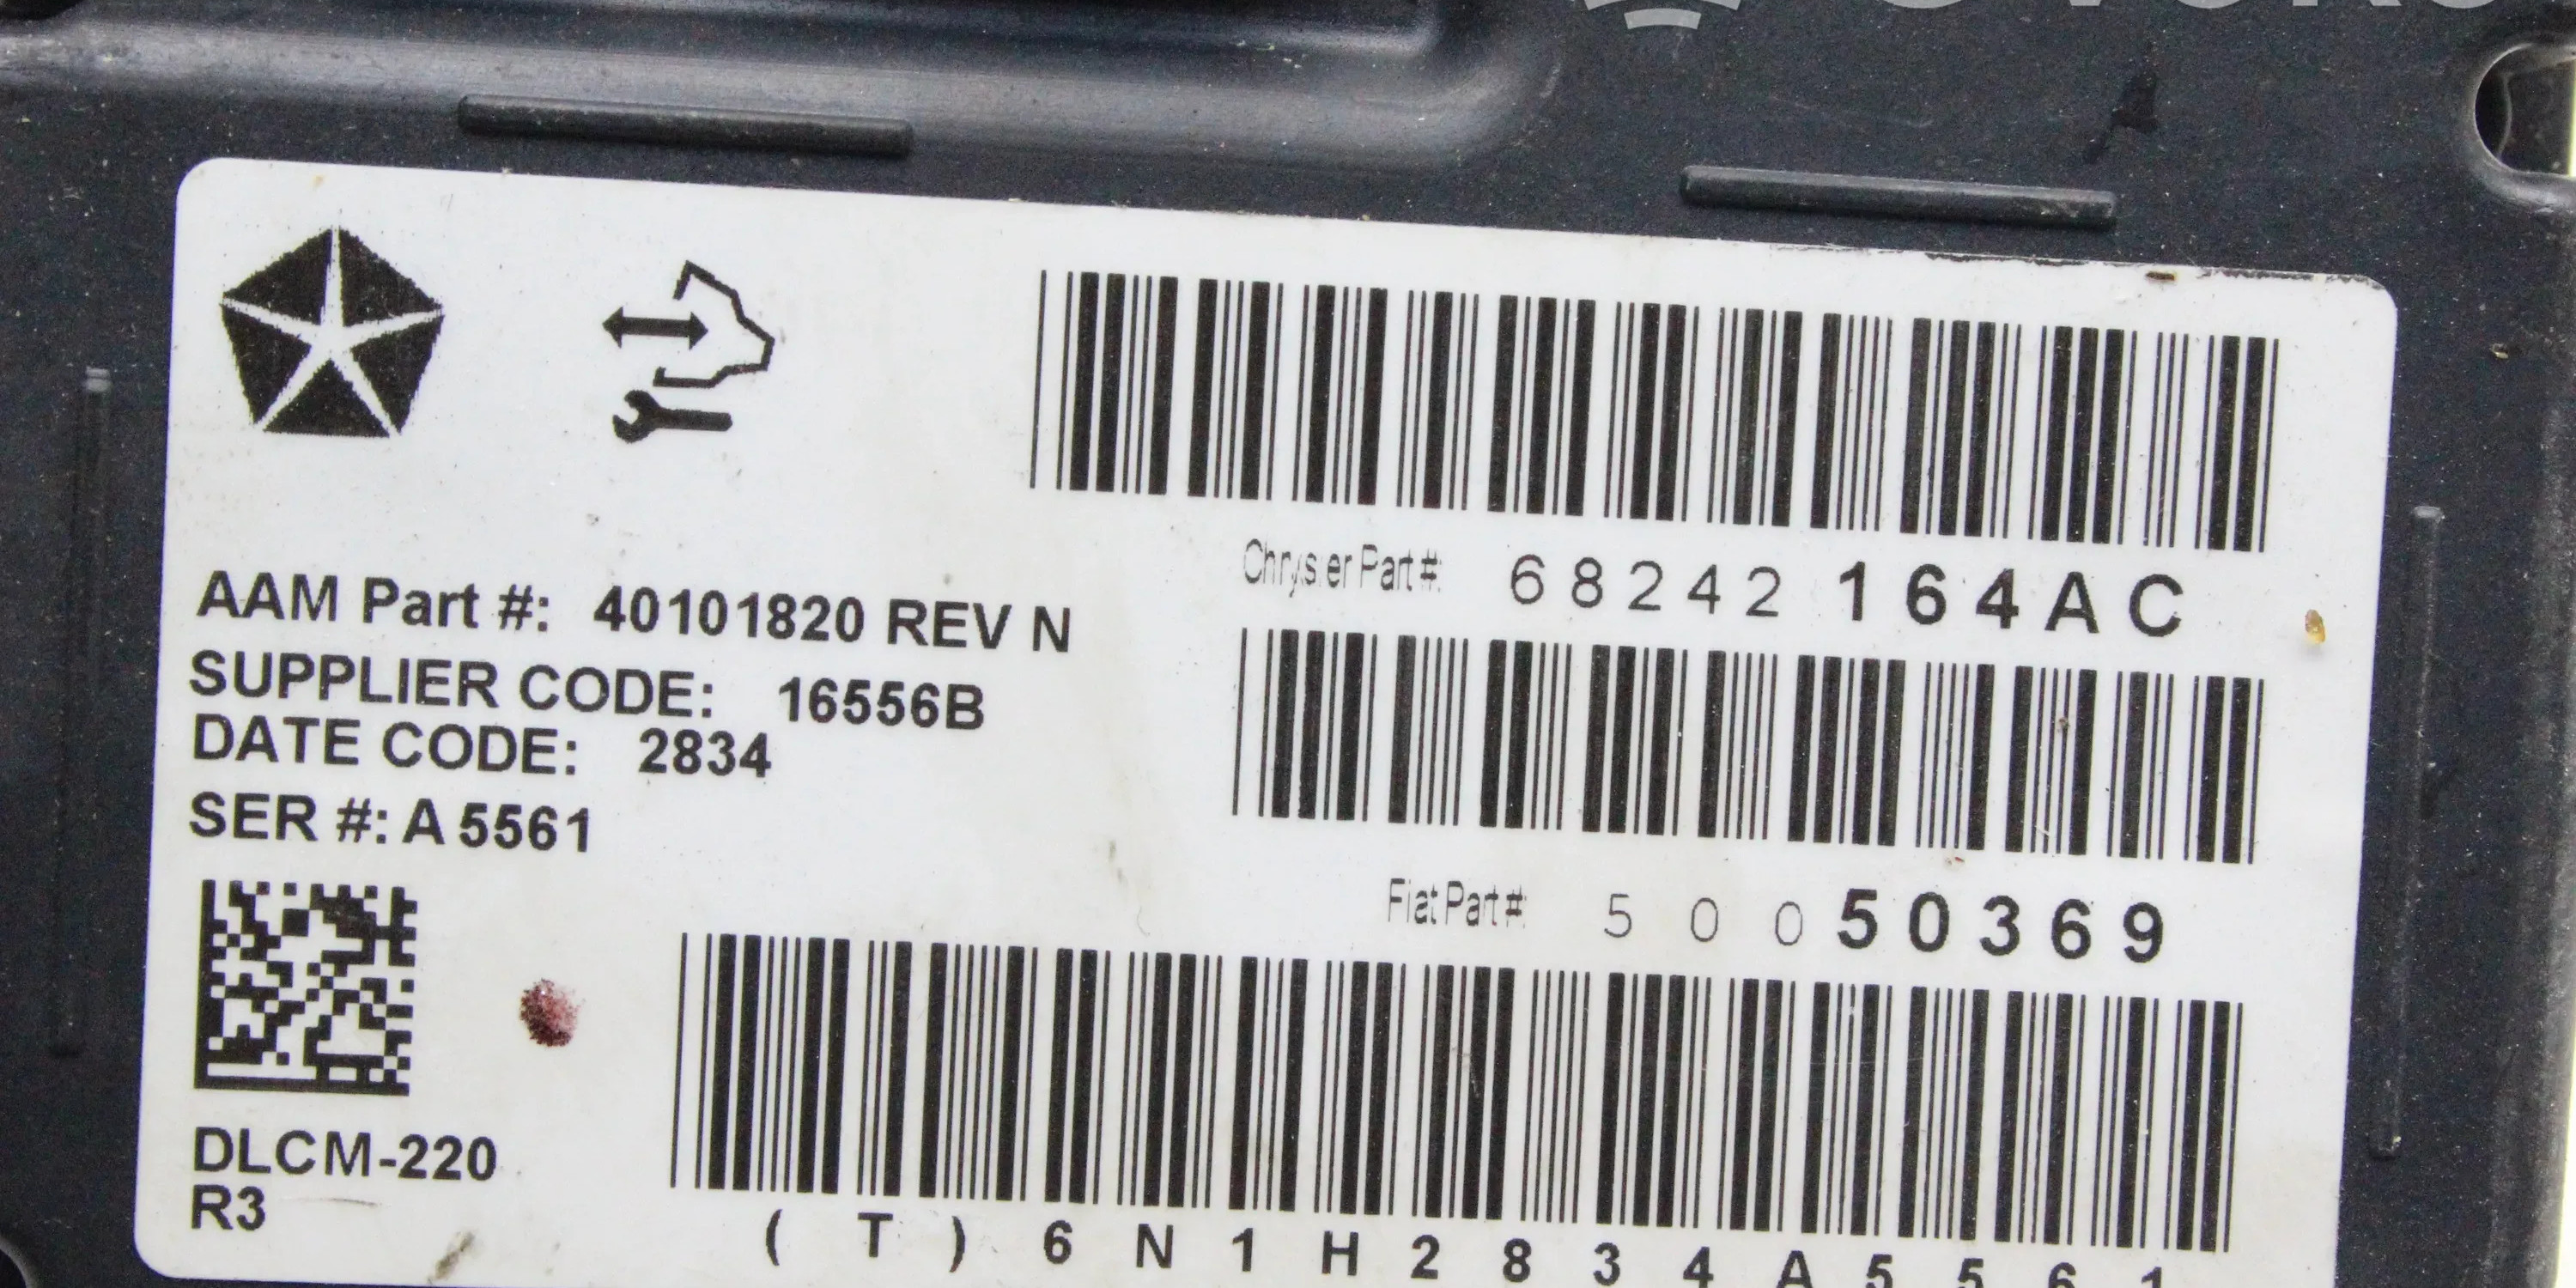 AAM Part #: 40101820 REV N
SUPPLIER CODE: 16556B
DATE CODE: 2834
SER #: A 5561
DLCM-220
R3
Chrysler Part #: 68242164AC
Fiat Part # 50050369
(T)6N1H2834A5561